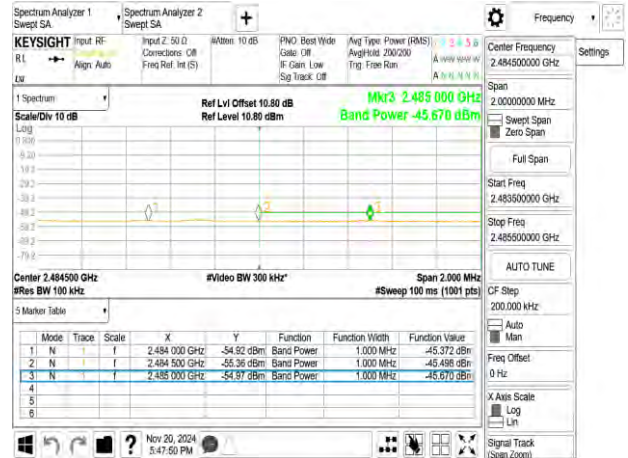 Spectrum Analyzer 1
Swept SA
Spectrum Analyzer 2
Swept SA
+
Frequency
KEYSIGHT
Input: RF
Input Z: 50 Ω
#Atten: 10 dB
PNO: Best Wide
Avg Type: Power (RMS)
RL
Corrections: Off
Gate: Off
Avg|Hold: 200/200
Align: Auto
Freq Ref: Int (S)
IF Gain: Low
Trig: Free Run
Sig Track: Off
Center Frequency
2.484500000 GHz
Settings
Span
2.00000000 MHz
Swept Span
Zero Span
Full Span
Start Freq
2.483500000 GHz
Stop Freq
2.485500000 GHz
AUTO TUNE
CF Step
200.000 kHz
Auto
Man
Freq Offset
0 Hz
X Axis Scale
Log
Lin
Signal Track
(Span Zoom)
1 Spectrum
Ref Lvl Offset 10.80 dB
Mkr3 2.485 000 GHz
Scale/Div 10 dB
Ref Level 10.80 dBm
Band Power -45.670 dBm
Log
Center 2.484500 GHz
#Video BW 300 kHz*
Span 2.000 MHz
#Res BW 100 kHz
#Sweep 100 ms (1001 pts)
5 Marker Table
Mode Trace Scale X Y Function Function Width Function Value
1 N 1 f 2.484 000 GHz -54.92 dBm Band Power 1.000 MHz -45.372 dBm
2 N 1 f 2.484 500 GHz -55.36 dBm Band Power 1.000 MHz -45.498 dBm
3 N 1 f 2.485 000 GHz -54.97 dBm Band Power 1.000 MHz -45.670 dBm
4
5
6
?
Nov 20, 2024
5:47:50 PM